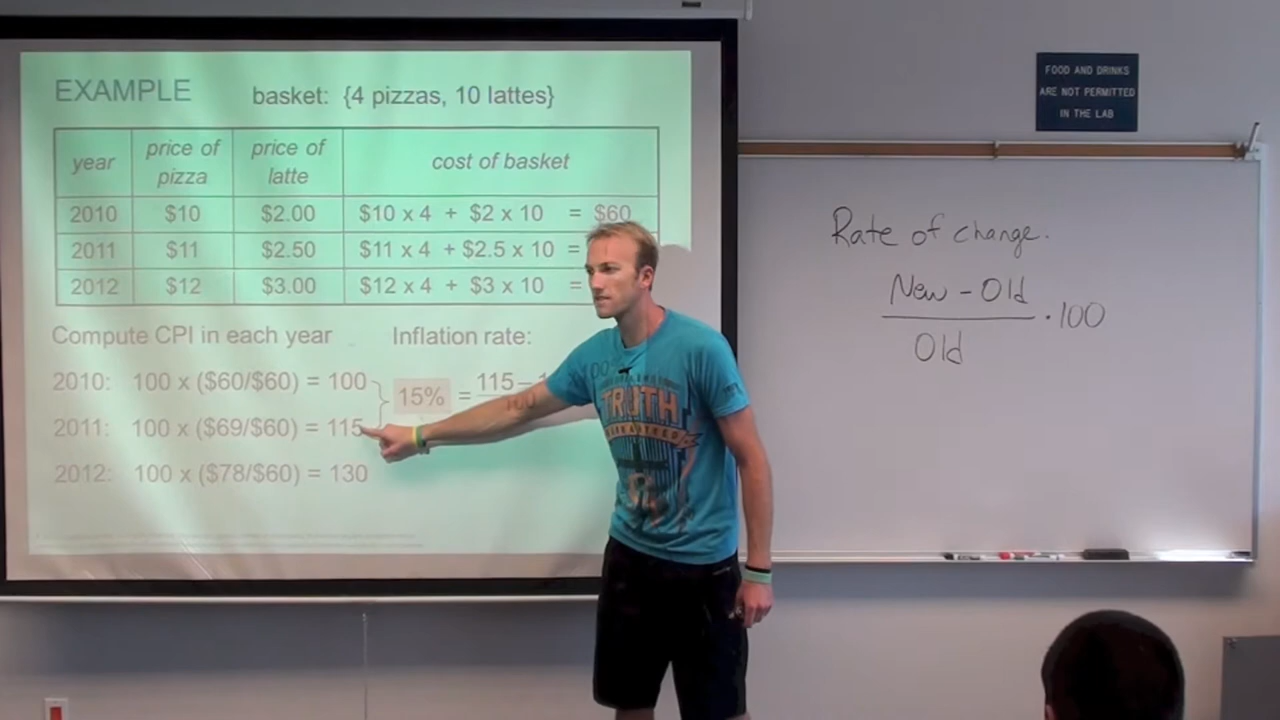 EXAMPLE basket: {4 pizzas, 10 lattes}
year price of pizza price of latte cost of basket
2010 $10 $2.00 $10 x 4 + $2 x 10 = $60
2011 $11 $2.50 $11 x 4 + $2.5 x 10 =
2012 $12 $3.00 $12 x 4 + $3 x 10 =
Compute CPI in each year Inflation rate:
2010: 100 x ($60/$60) = 100
15% = 115 –
100
2011: 100 x ($69/$60) = 115
2012: 100 x ($78/$60) = 130
TRUTH
FOOD AND DRINKS
ARE NOT PERMITTED
IN THE LAB
Rate of change.
New - Old
Old
· 100